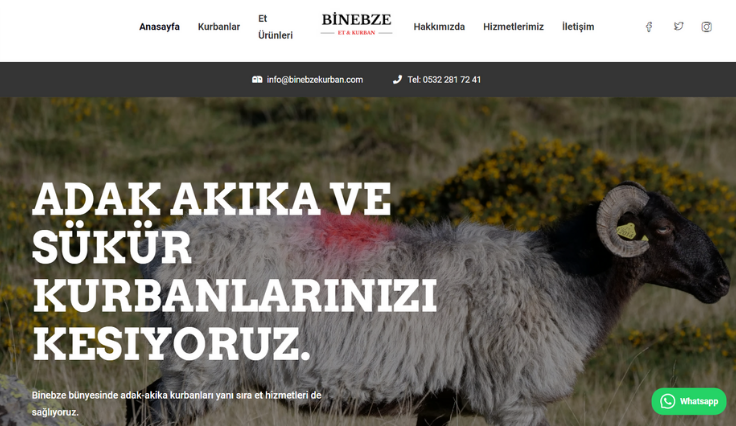 Anasayfa
Kurbanlar
Et
Ürünleri
BİNEBZE
ET & KURBAN
Hakkımızda
Hizmetlerimiz
İletişim
info@binebzekurban.com
Tel: 0532 281 72 41
ADAK AKIKA VE
SÜKÜR
KURBANLARINIZI
KESIYORUZ.
Binebze bünyesinde adak-akika kurbanları yanı sıra et hizmetleri de
sağlıyoruz.
Whatsapp